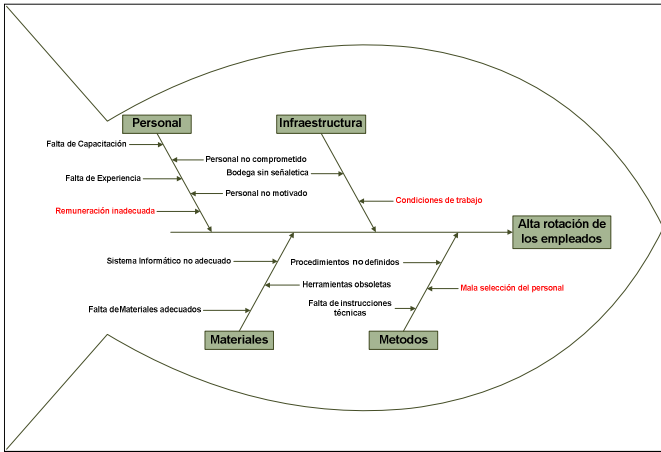 Personal
Infraestructura
Falta de Capacitación
Personal no comprometido
Bodega sin señaletica
Falta de Experiencia
Personal no motivado
Condiciones de trabajo
Remuneración inadecuada
Alta rotación de
los empleados
Sistema Informático no adecuado
Procedimientos no definidos
Herramientas obsoletas
Mala selección del personal
Falta de Materiales adecuados
Falta de instrucciones
técnicas
Materiales
Metodos